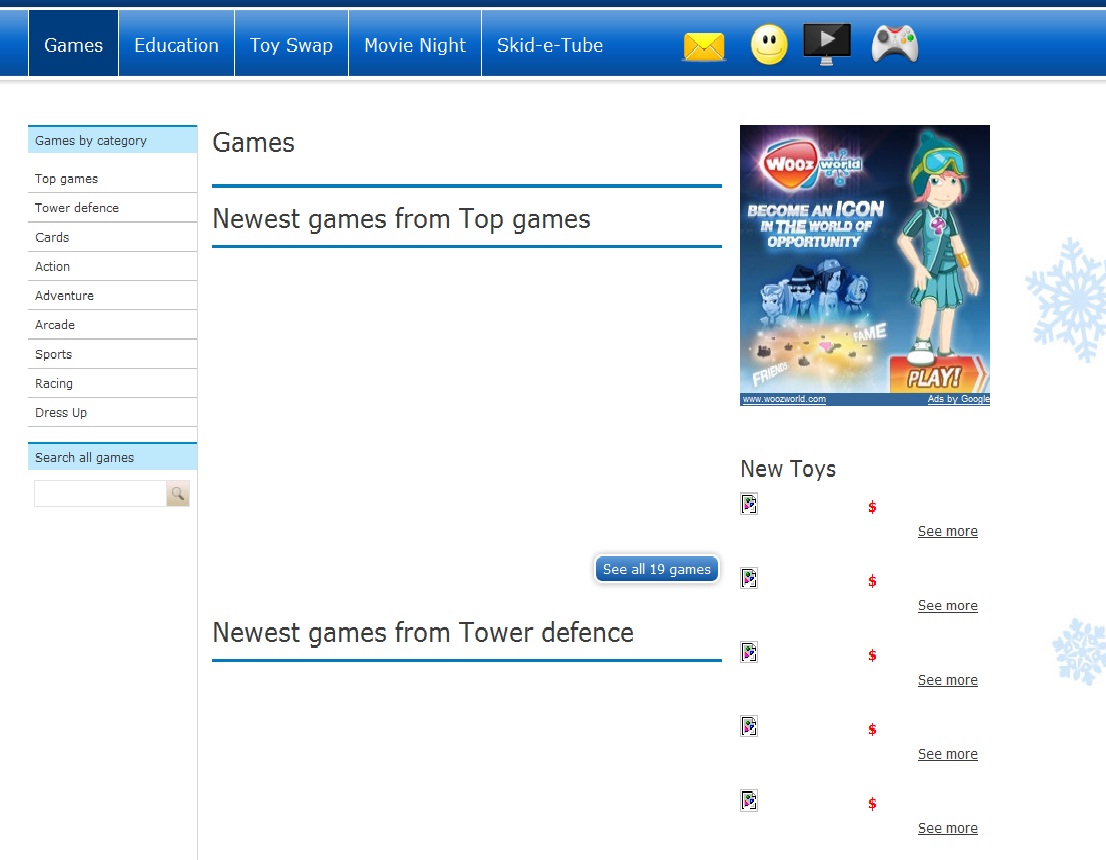 Games
Education
Toy Swap
Movie Night
Skid-e-Tube
Games by category
Top games
Tower defence
Cards
Action
Adventure
Arcade
Sports
Racing
Dress Up
Search all games
Games
Newest games from Top games
See all 19 games
Newest games from Tower defence
Wooz world
BECOME AN ICON
IN THE WORLD OF
OPPORTUNITY
FAME
FRIENDS
PLAY!
www.woozworld.com
Ads by Google
New Toys
$
See more
$
See more
$
See more
$
See more
$
See more